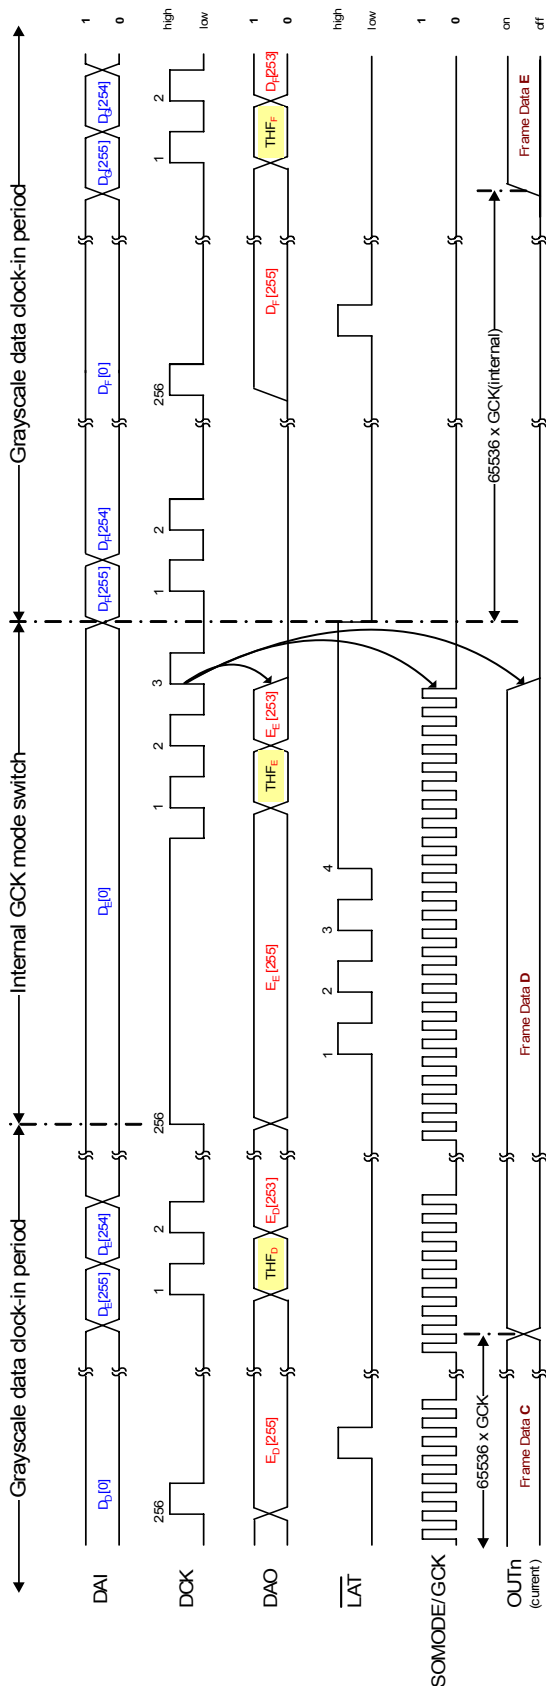 Grayscale data clock-in period
Internal GCK mode switch
Grayscale data clock-in period
DAI
D_D[0]
D_E[255]
D_E[254]
D_E[0]
D_F[255]
D_F[254]
D_F[0]
D_G[255]
D_G[254]
1
0
DCK
256
1
2
256
1
2
3
1
2
256
1
2
high
low
DAO
E_D[255]
THF_D
E_D[253]
E_E[255]
THF_E
E_E[253]
D_F[255]
THF_F
D_F[253]
1
0
LAT
1
2
3
4
high
low
SOMODE/GCK
1
0
65536 x GCK
65536 x GCK(internal)
OUTn
(current)
Frame Data C
Frame Data D
Frame Data E
on
off